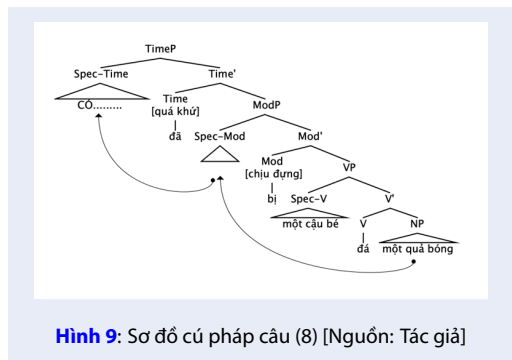 TimeP
Spec-Time Time'
CÓ......... Time
[quá khứ] ModP
đã Spec-Mod Mod'
Mod
[chịu đựng] VP
bị Spec-V V'
một cậu bé V NP
đá một quả bóng
Hình 9: Sơ đồ cú pháp câu (8) [Nguồn: Tác giả]